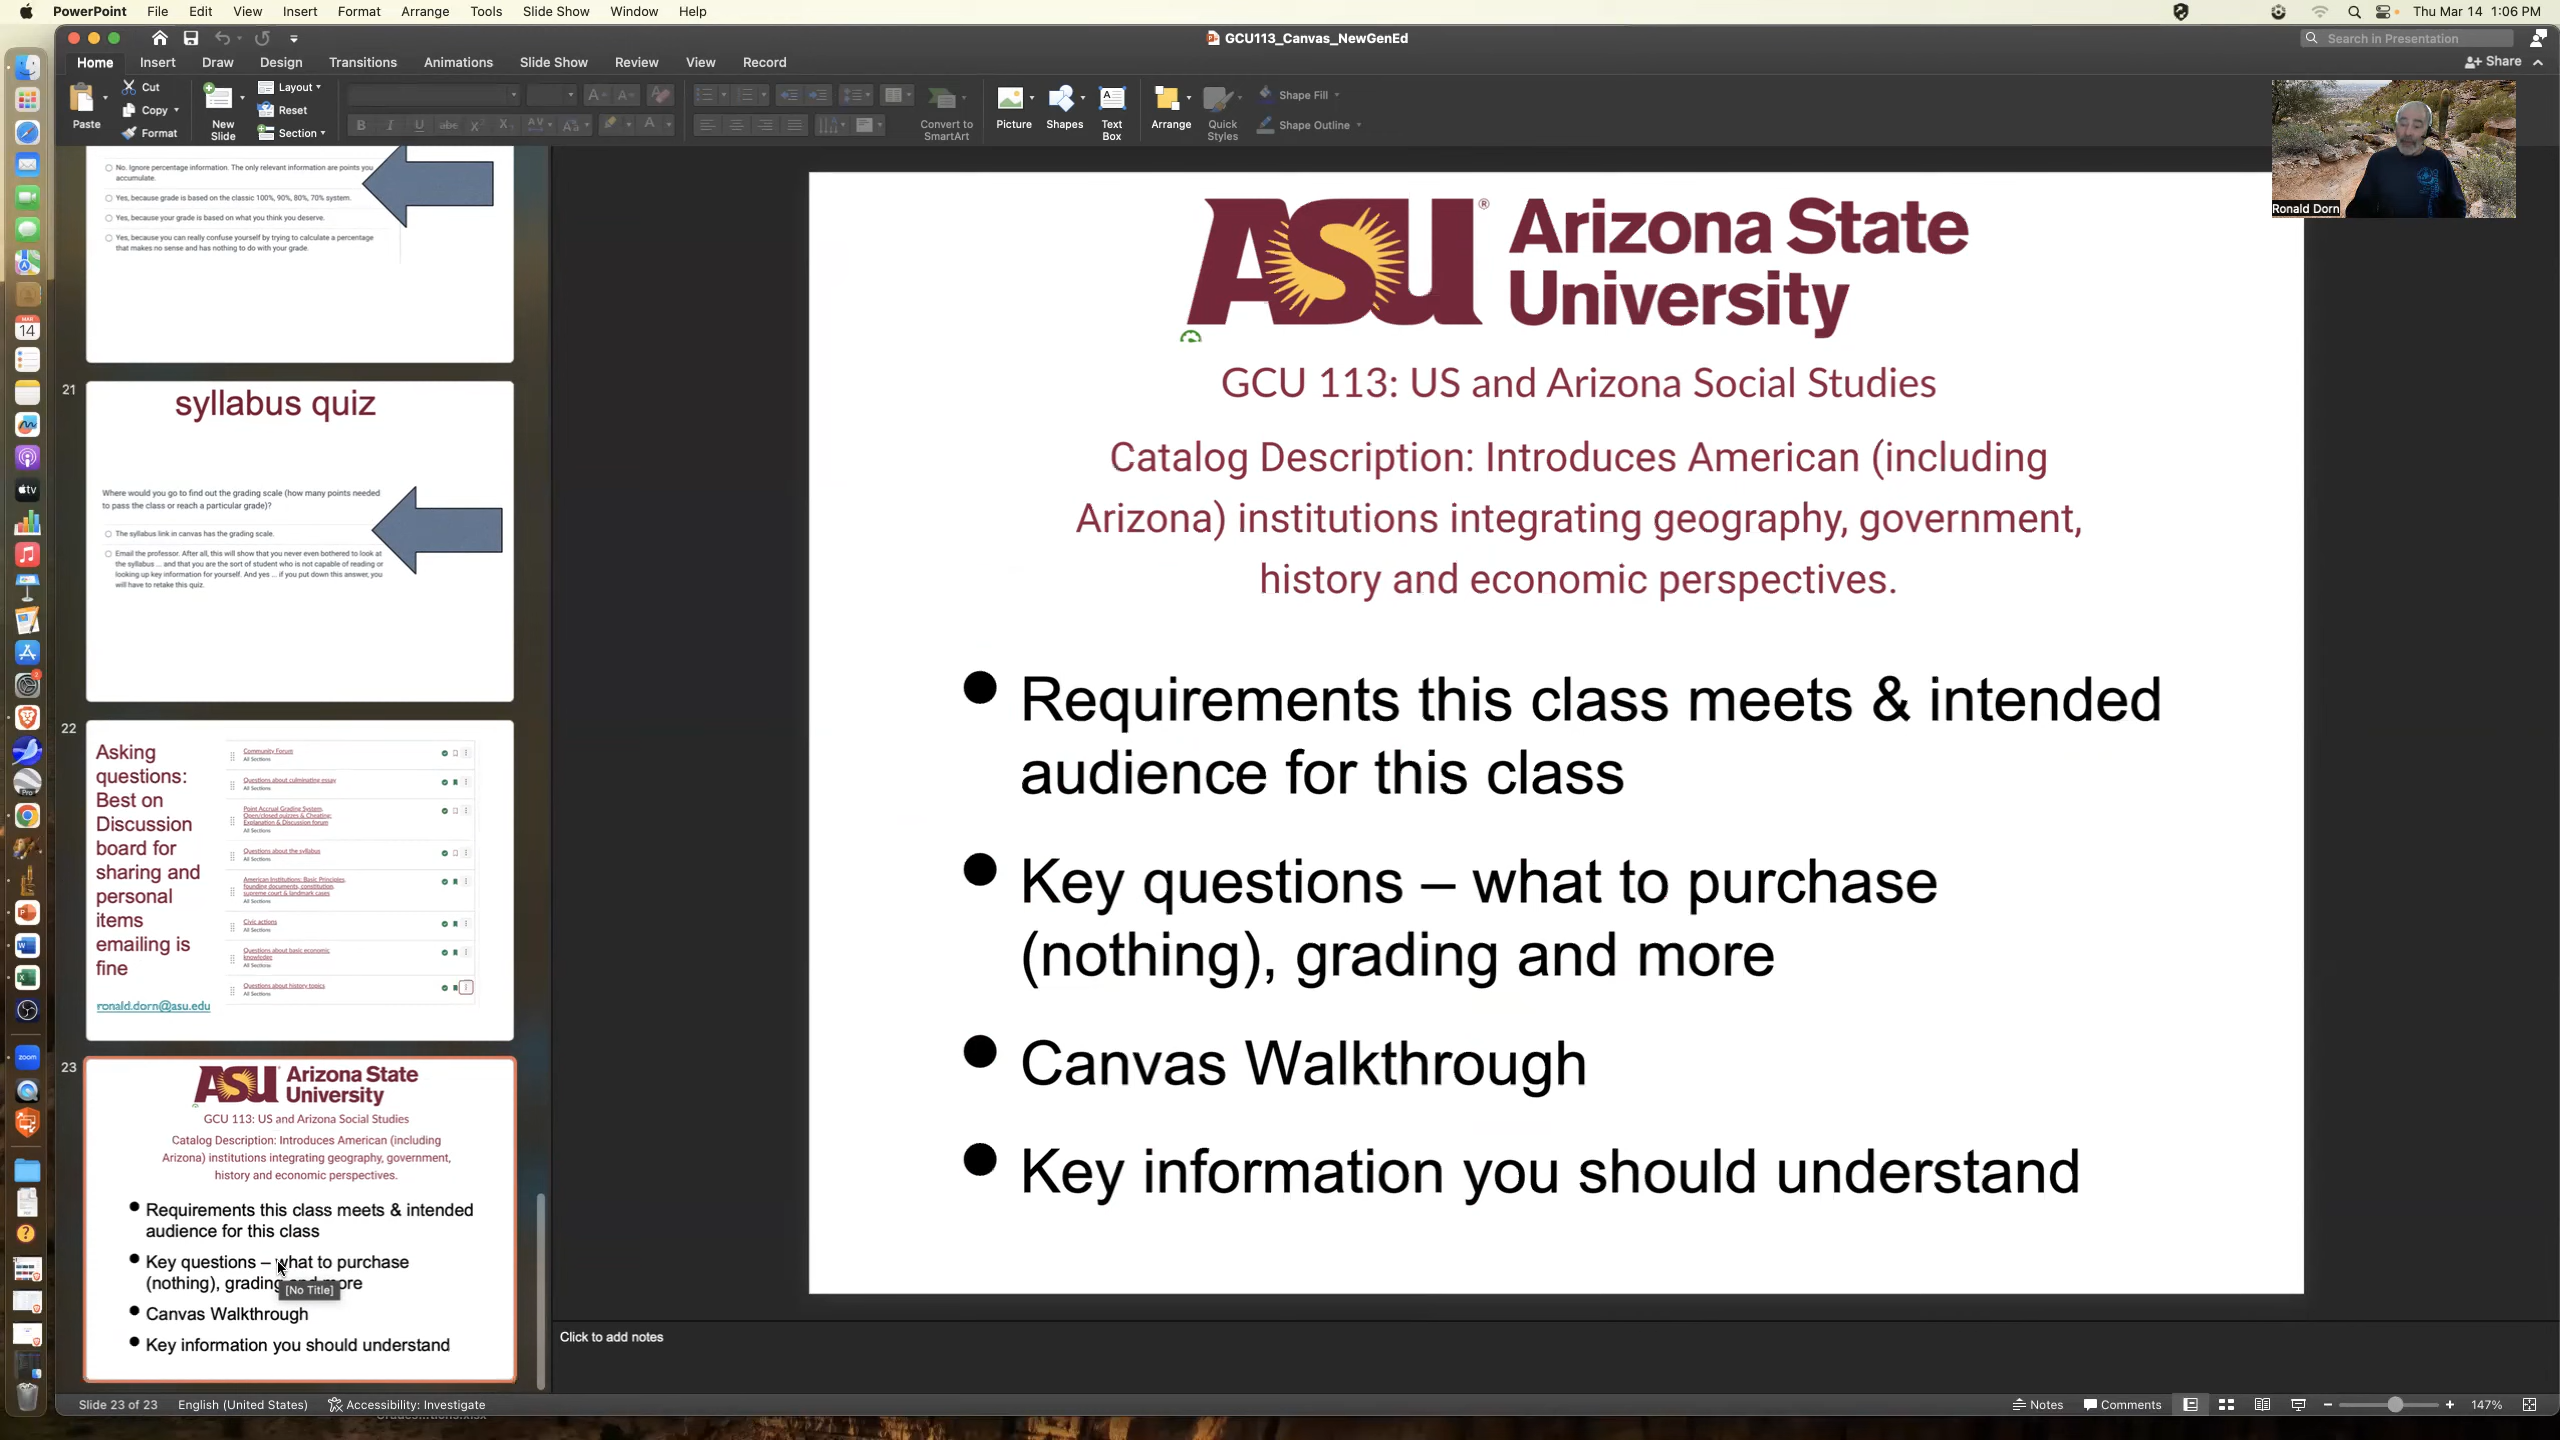 PowerPoint File Edit View Insert Format Arrange Tools Slide Show Window Help
Thu Mar 14 1:06 PM
GCU113_Canvas_NewGenEd
Search in Presentation
Home Insert Draw Design Transitions Animations Slide Show Review View Record
Share
Paste
Cut
Copy
Format
New Slide
Layout
Reset
Section
Convert to SmartArt
Picture
Shapes
Text Box
Arrange
Quick Styles
Shape Fill
Shape Outline
Ronald Dorn
No. Ignore percentage information. The only relevant information are points you
accumulate.
Yes, because grade is based on the classic 100%, 90%, 80%, 70% system.
Yes, because your grade is based on what you think you deserve.
Yes, because you can really confuse yourself by trying to calculate a percentage
that makes no sense and has nothing to do with your grade.
21
syllabus quiz
Where would you go to find out the grading scale (how many points needed
to pass the class or reach a particular grade)?
The syllabus link in canvas has the grading scale.
Email the professor. After all, this will show that you never even bothered to look at
the syllabus ... and that you are the sort of student who is not capable of reading or
looking up key information for yourself. And yes ... if you put down this answer, you
will have to retake this quiz.
22
Asking
questions:
Best on
Discussion
board for
sharing and
personal
items
emailing is
fine
ronald.dorn@asu.edu
Community Forum
All Sections
Questions about culminating essay
All Sections
Point Accrual Grading System,
Open/closed quizzes & Cheating:
Explanation & Discussion forum
All Sections
Questions about the syllabus
All Sections
American Institutions: Basic Principles,
founding documents, constitution,
supreme court & landmark cases
All Sections
Civic actions
All Sections
Questions about basic economic
knowledge
All Sections
Questions about history topics
All Sections
23
ASU Arizona State
University
GCU 113: US and Arizona Social Studies
Catalog Description: Introduces American (including
Arizona) institutions integrating geography, government,
history and economic perspectives.
Requirements this class meets & intended
audience for this class
Key questions – what to purchase
(nothing), grading and more
[No Title]
Canvas Walkthrough
Key information you should understand
ASU® Arizona State
University
GCU 113: US and Arizona Social Studies
Catalog Description: Introduces American (including
Arizona) institutions integrating geography, government,
history and economic perspectives.
Requirements this class meets & intended
audience for this class
Key questions – what to purchase
(nothing), grading and more
Canvas Walkthrough
Key information you should understand
Click to add notes
Slide 23 of 23 English (United States) Accessibility: Investigate
Notes Comments 147%
MAR
14
tv
Pro
zoom